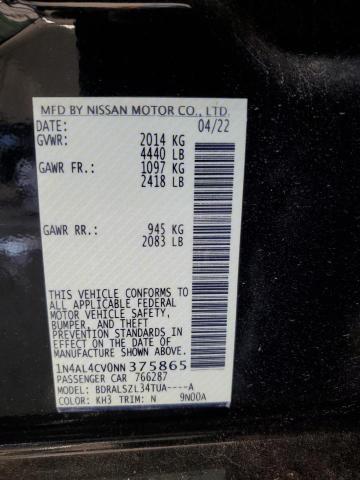 MFD BY NISSAN MOTOR CO., LTD.
DATE: 04/22
GVWR: 2014 KG
4440 LB
GAWR FR.: 1097 KG
2418 LB
GAWR RR.: 945 KG
2083 LB
THIS VEHICLE CONFORMS TO
ALL APPLICABLE FEDERAL
MOTOR VEHICLE SAFETY,
BUMPER, AND THEFT
PREVENTION STANDARDS IN
EFFECT ON THE DATE OF
MANUFACTURE SHOWN ABOVE.
1N4AL4CV0NN 375865
PASSENGER CAR 766287
MODEL: BDRALSZL34TUA----A
COLOR: KH3 TRIM: N 9N00A